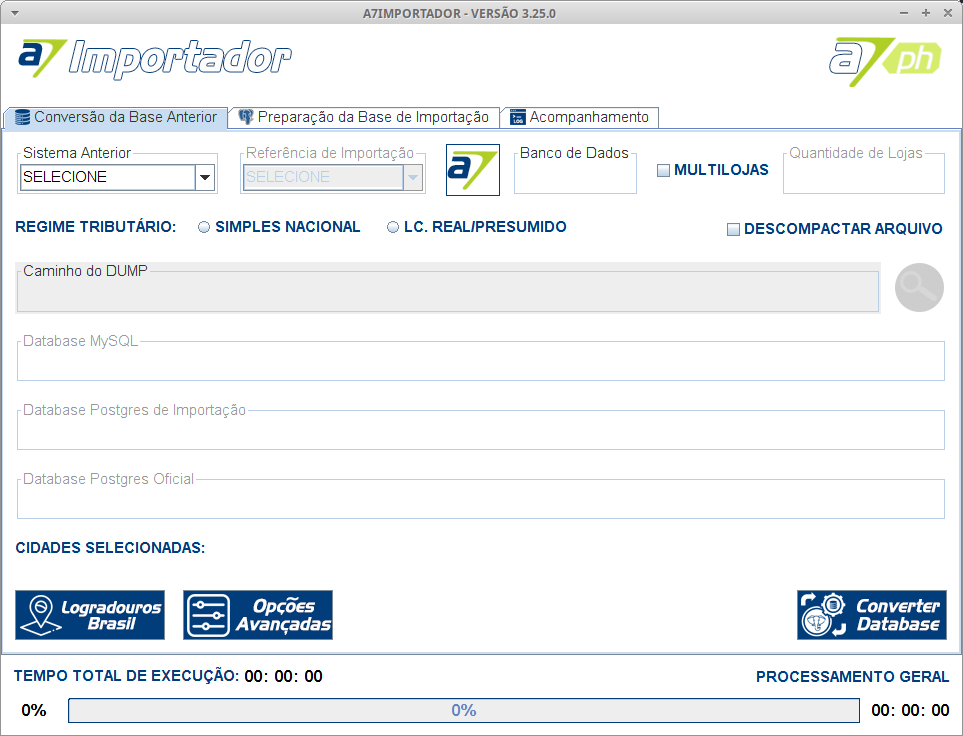 A7IMPORTADOR - VERSÃO 3.25.0
a7 Importador
a7 ph
Conversão da Base Anterior
Preparação da Base de Importação
LOG
Acompanhamento
Sistema Anterior
SELECIONE
Referência de Importação
SELECIONE
a7
Banco de Dados
MULTILOJAS
Quantidade de Lojas
REGIME TRIBUTÁRIO:
SIMPLES NACIONAL
LC. REAL/PRESUMIDO
DESCOMPACTAR ARQUIVO
Caminho do DUMP
Database MySQL
Database Postgres de Importação
Database Postgres Oficial
CIDADES SELECIONADAS:
Logradouros
Brasil
Opções
Avançadas
Converter
Database
TEMPO TOTAL DE EXECUÇÃO: 00: 00: 00
PROCESSAMENTO GERAL
0%
0%
00: 00: 00